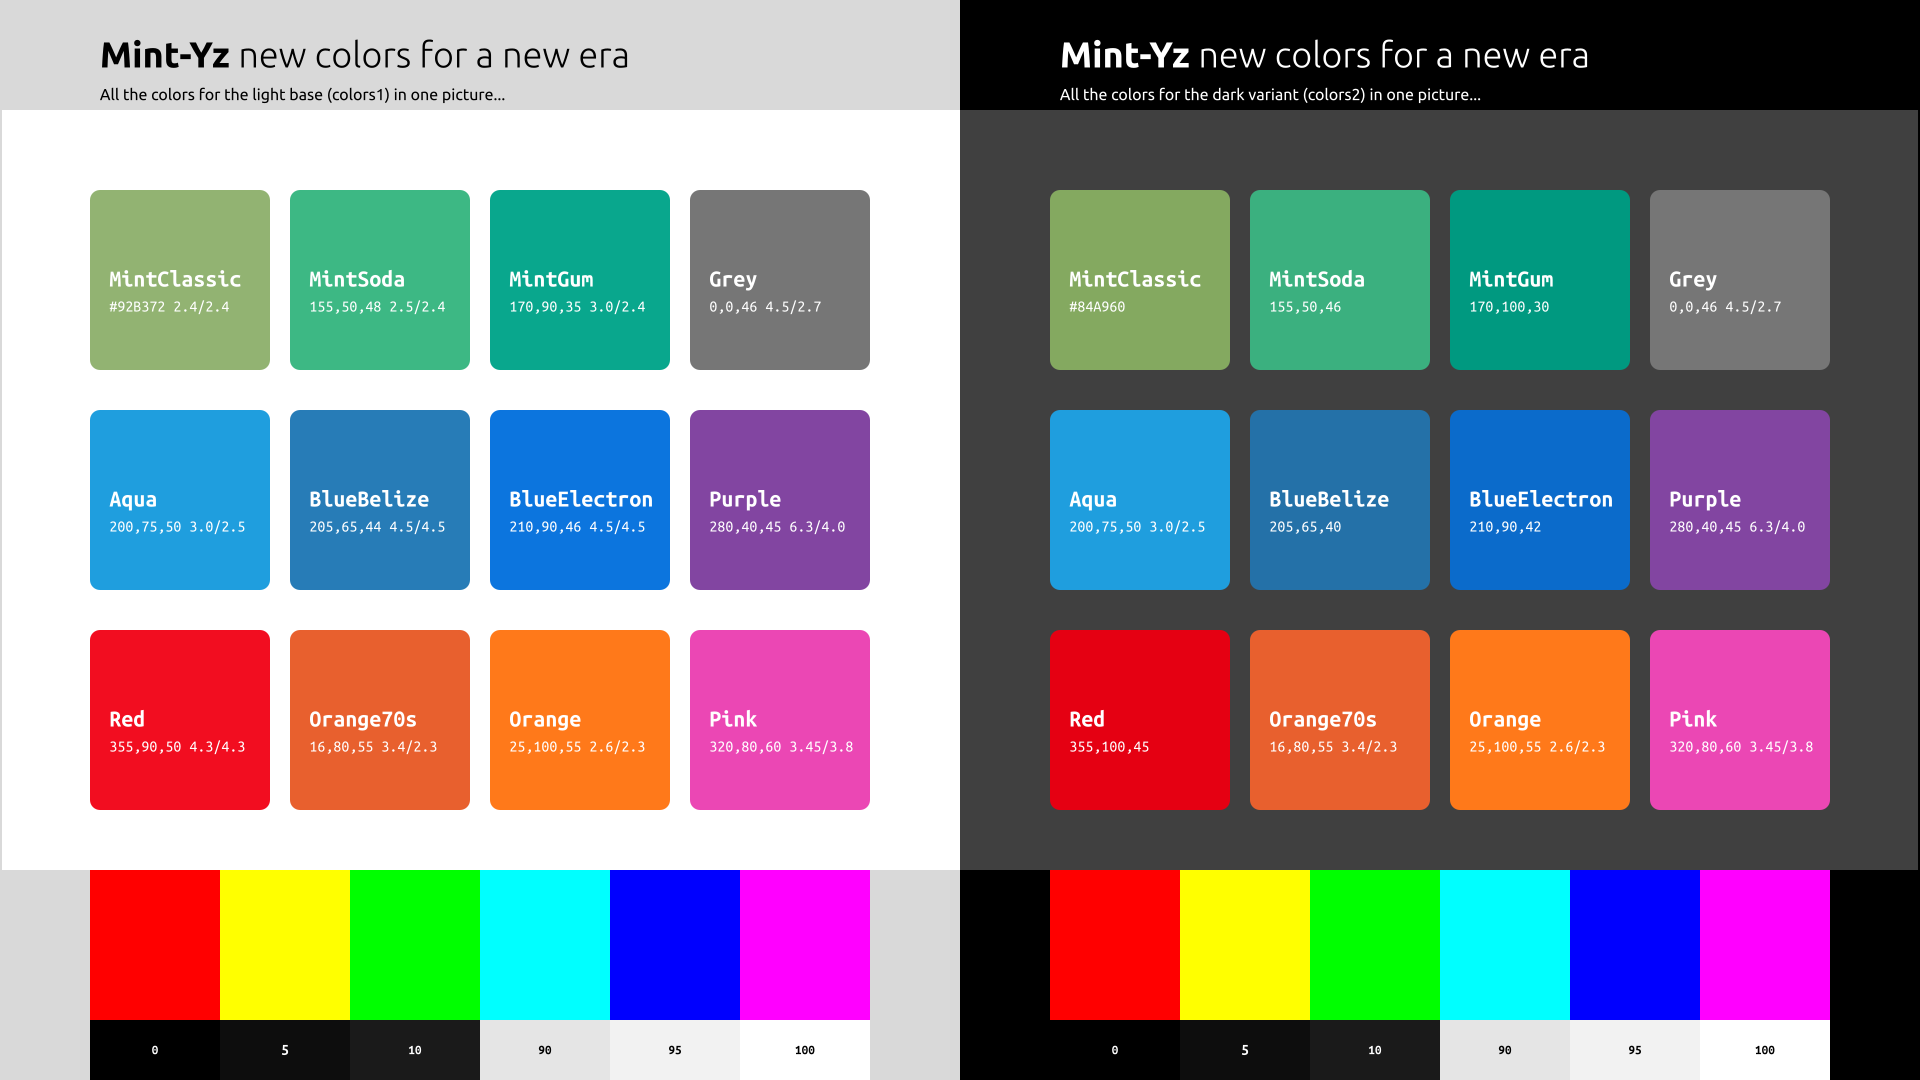 Mint-Yz new colors for a new era
All the colors for the light base (colors1) in one picture...
MintClassic
#92B372 2.4/2.4
MintSoda
155,50,48 2.5/2.4
MintGum
170,90,35 3.0/2.4
Grey
0,0,46 4.5/2.7
Aqua
200,75,50 3.0/2.5
BlueBelize
205,65,44 4.5/4.5
BlueElectron
210,90,46 4.5/4.5
Purple
280,40,45 6.3/4.0
Red
355,90,50 4.3/4.3
Orange70s
16,80,55 3.4/2.3
Orange
25,100,55 2.6/2.3
Pink
320,80,60 3.45/3.8
0
5
10
90
95
100
Mint-Yz new colors for a new era
All the colors for the dark variant (colors2) in one picture...
MintClassic
#84A960
MintSoda
155,50,46
MintGum
170,100,30
Grey
0,0,46 4.5/2.7
Aqua
200,75,50 3.0/2.5
BlueBelize
205,65,40
BlueElectron
210,90,42
Purple
280,40,45 6.3/4.0
Red
355,100,45
Orange70s
16,80,55 3.4/2.3
Orange
25,100,55 2.6/2.3
Pink
320,80,60 3.45/3.8
0
5
10
90
95
100